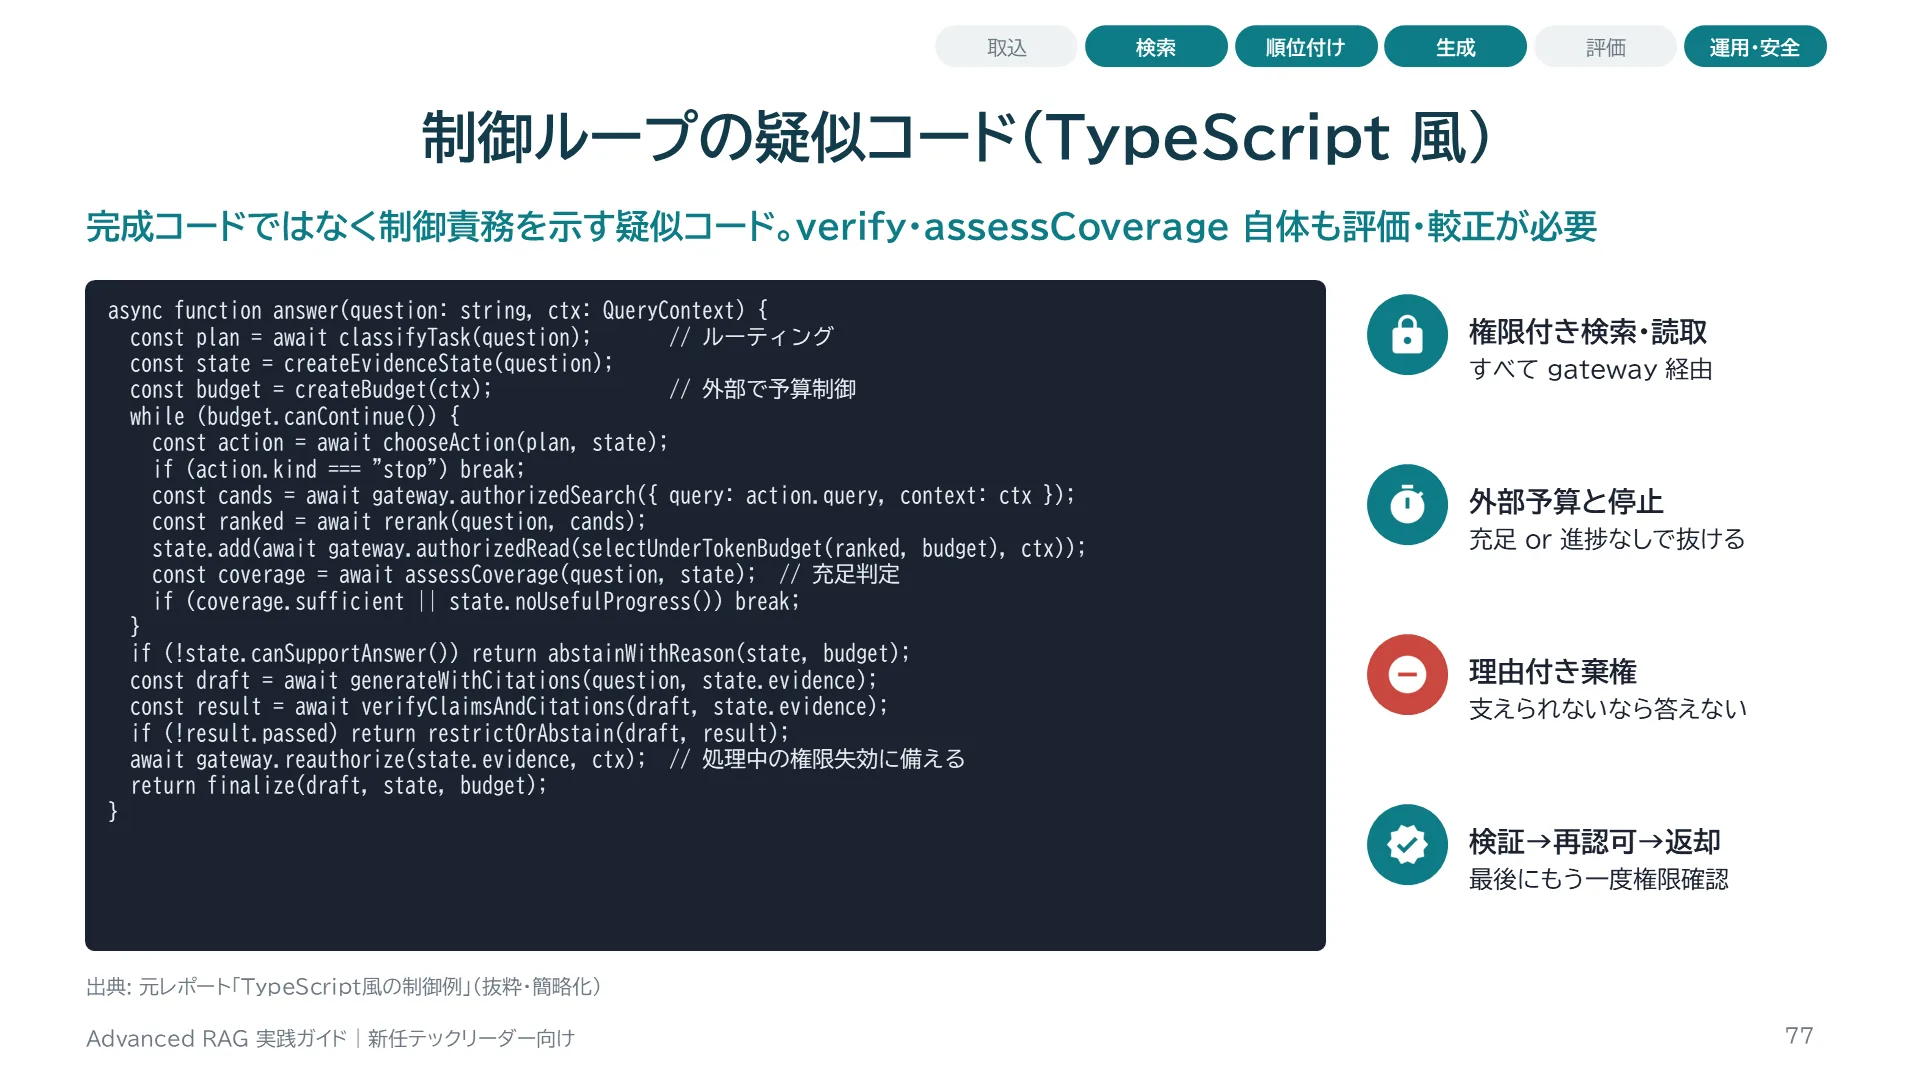 取込
検索
順位付け
生成
評価
運用・安全
制御ループの疑似コード(TypeScript 風)
完成コードではなく制御責務を示す疑似コード。verify・assessCoverage 自体も評価・較正が必要
async function answer(question: string, ctx: QueryContext) {
  const plan = await classifyTask(question);       // ルーティング
  const state = createEvidenceState(question);
  const budget = createBudget(ctx);                // 外部で予算制御
  while (budget.canContinue()) {
    const action = await chooseAction(plan, state);
    if (action.kind === "stop") break;
    const cands = await gateway.authorizedSearch({ query: action.query, context: ctx });
    const ranked = await rerank(question, cands);
    state.add(await gateway.authorizedRead(selectUnderTokenBudget(ranked, budget), ctx));
    const coverage = await assessCoverage(question, state);  // 充足判定
    if (coverage.sufficient || state.noUsefulProgress()) break;
  }
  if (!state.canSupportAnswer()) return abstainWithReason(state, budget);
  const draft = await generateWithCitations(question, state.evidence);
  const result = await verifyClaimsAndCitations(draft, state.evidence);
  if (!result.passed) return restrictOrAbstain(draft, result);
  await gateway.reauthorize(state.evidence, ctx);  // 処理中の権限失効に備える
  return finalize(draft, state, budget);
}
権限付き検索・読取
すべて gateway 経由
外部予算と停止
充足 or 進捗なしで抜ける
理由付き棄権
支えられないなら答えない
検証→再認可→返却
最後にもう一度権限確認
出典: 元レポート「TypeScript風の制御例」(抜粋・簡略化)
Advanced RAG 実践ガイド｜新任テックリーダー向け
77